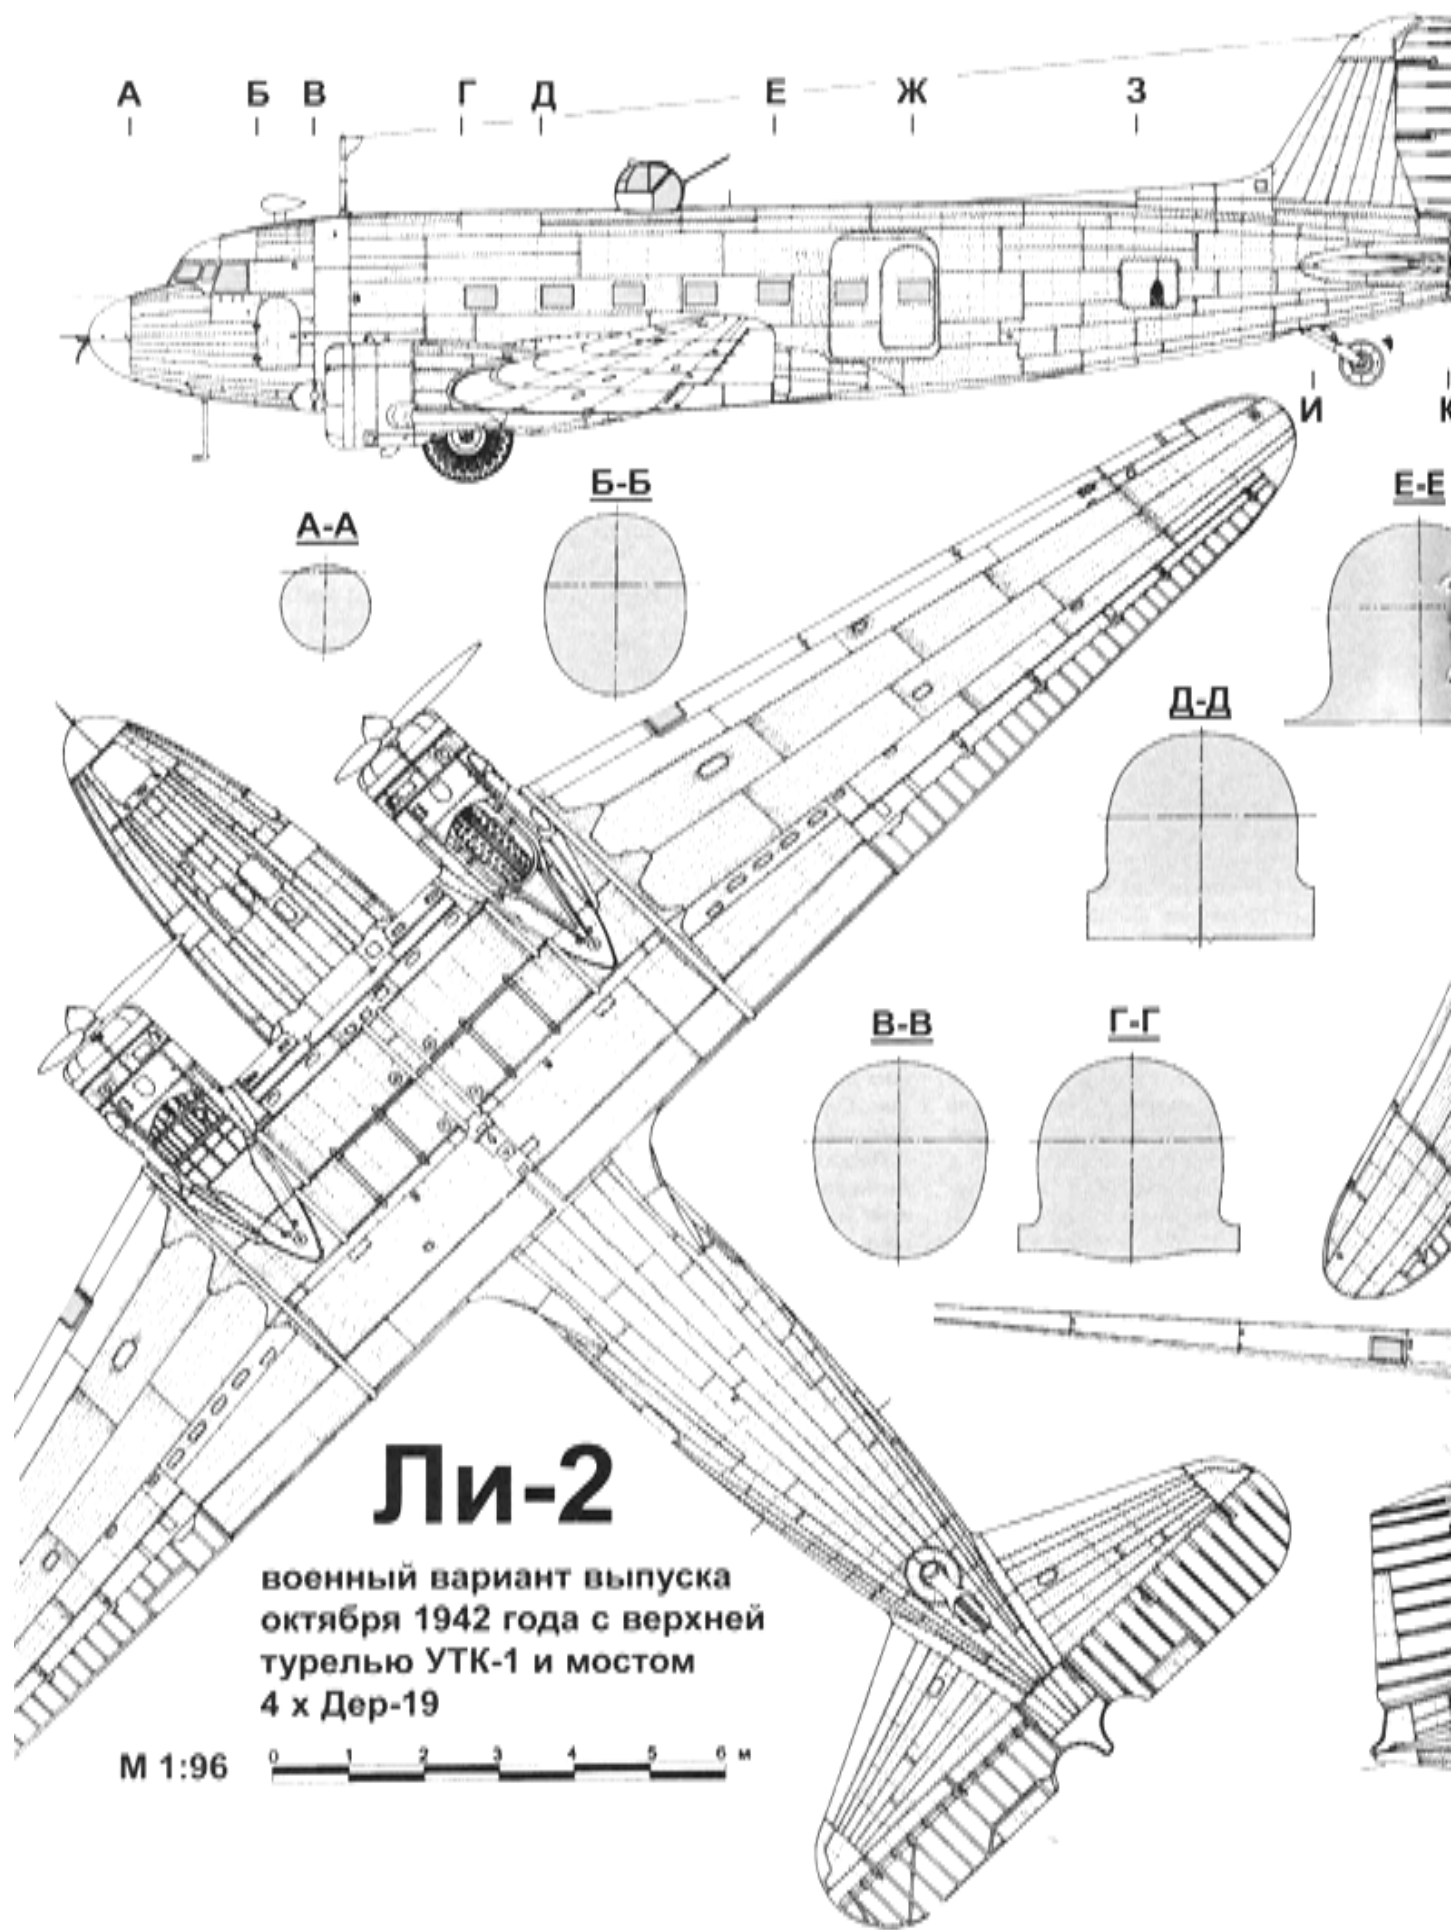 А Б В Г Д Е Ж З
И К
Б-Б
Е-Е
А-А
Д-Д
В-В
Г-Г
Ли-2
военный вариант выпуска
октября 1942 года с верхней
турелью УТК-1 и мостом
4 х Дер-19
М 1:96
0 1 2 3 4 5 6 м